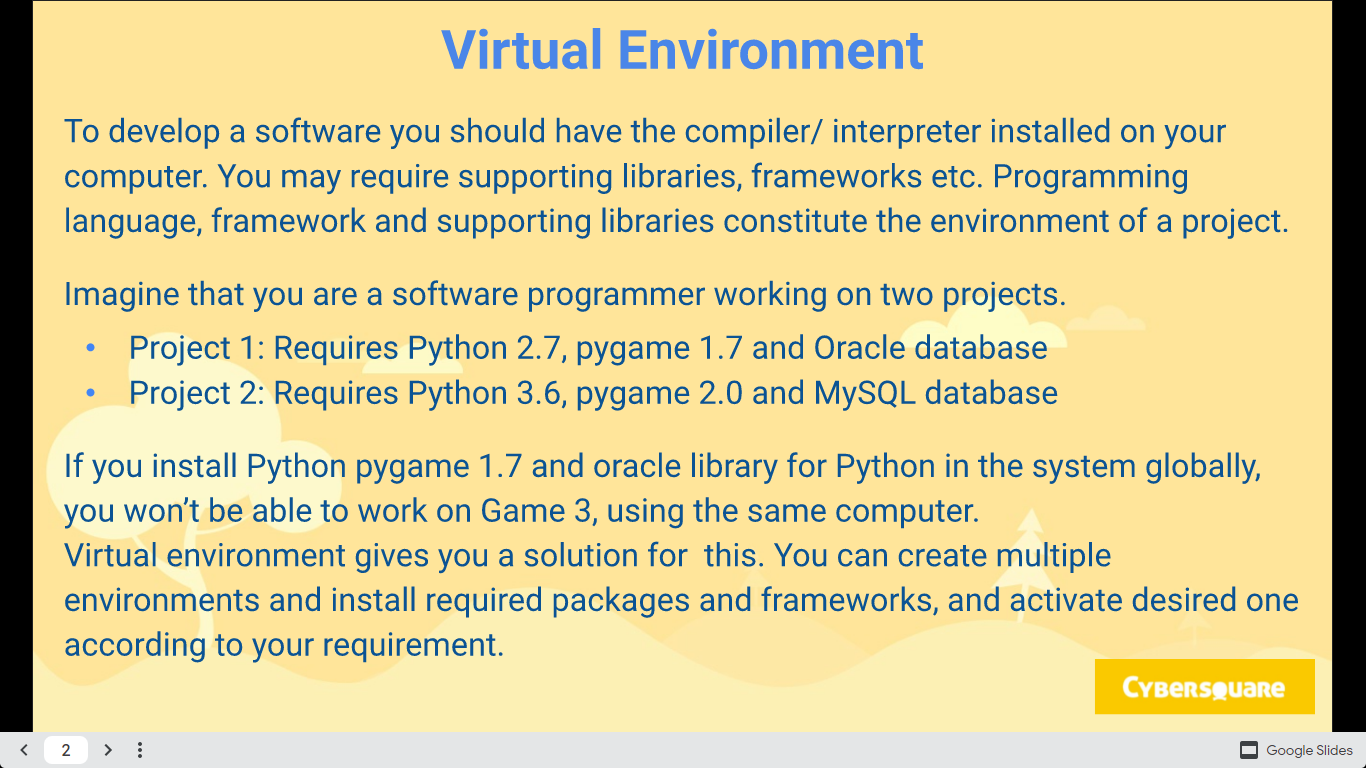 Virtual Environment
To develop a software you should have the compiler/ interpreter installed on your
computer. You may require supporting libraries, frameworks etc. Programming
language, framework and supporting libraries constitute the environment of a project.
Imagine that you are a software programmer working on two projects.
• Project 1: Requires Python 2.7, pygame 1.7 and Oracle database
• Project 2: Requires Python 3.6, pygame 2.0 and MySQL database
If you install Python pygame 1.7 and oracle library for Python in the system globally,
you won’t be able to work on Game 3, using the same computer.
Virtual environment gives you a solution for  this. You can create multiple
environments and install required packages and frameworks, and activate desired one
according to your requirement.
CYBERSQUARE
2
Google Slides